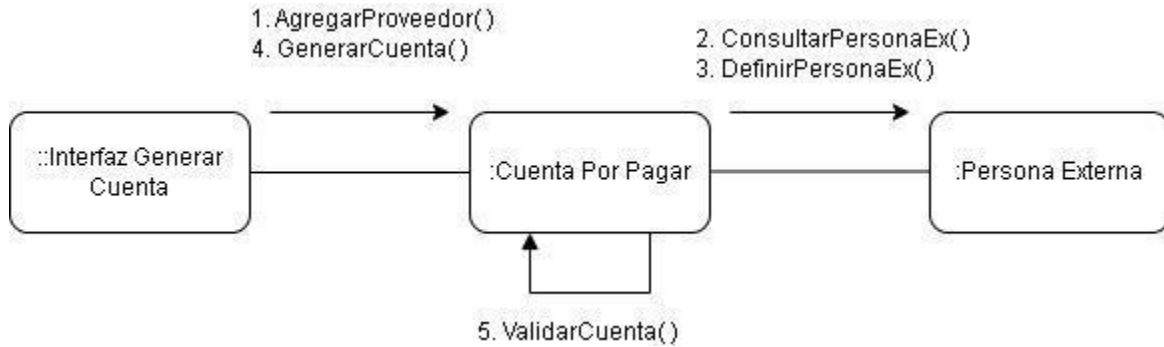 1. AgregarProveedor()
4. GenerarCuenta()
2. ConsultarPersonaEx()
3. DefinirPersonaEx()
::Interfaz Generar
Cuenta
:Cuenta Por Pagar
:Persona Externa
5. ValidarCuenta()